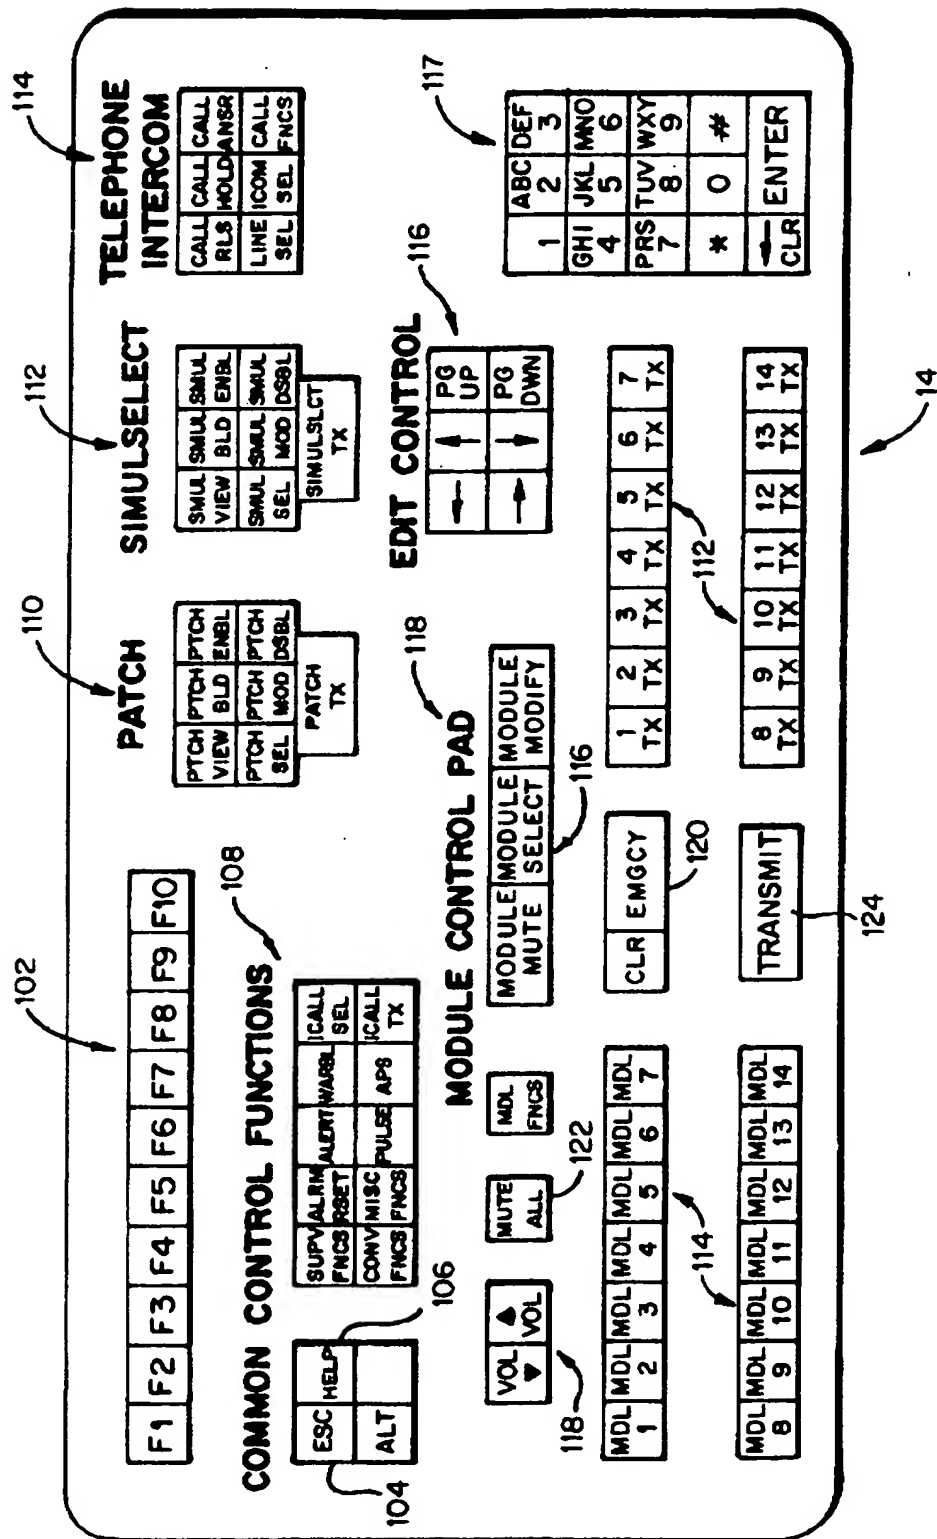 102
F1 F2 F3 F4 F5 F6 F7 F8 F9 F10
110
PATCH
PTCH VIEW PTCH BLD PTCH ENBL
PTCH SEL PTCH MOD PTCH DSBL
PATCH TX
112
SIMULSELECT
SMUL VIEW SMUL BLD SMUL ENBL
SMUL SEL SMUL MOD SMUL DSBL
SIMULSLCT TX
114
TELEPHONE
INTERCOM
CALL RLS CALL HOLD CALL ANSR
LINE SEL ICOM SEL CALL FNCS
COMMON CONTROL FUNCTIONS
108
104
106
ESC HELP
ALT
SUPV FNCS ALRM RSET ALERT WARBL ICALL SEL
CONV FNCS MISC FNCS PULSE APS ICALL TX
EDIT CONTROL
116
← ↑ PG UP
→ ↓ PG DWN
MODULE CONTROL PAD
118
VOL ▼ ▲ VOL
118
MUTE ALL
122
MDL FNCS
MODULE MUTE MODULE SELECT MODULE MODIFY
116
117
1 ABC 2 DEF 3
GHI 4 JKL 5 MNO 6
PRS 7 TUV 8 WXY 9
* 0 #
← CLR ENTER
MDL 1 MDL 2 MDL 3 MDL 4 MDL 5 MDL 6 MDL 7
114
MDL 8 MDL 9 MDL 10 MDL 11 MDL 12 MDL 13 MDL 14
CLR EMGCY
120
TRANSMIT
124
1 TX 2 TX 3 TX 4 TX 5 TX 6 TX 7 TX
112
8 TX 9 TX 10 TX 11 TX 12 TX 13 TX 14 TX
14